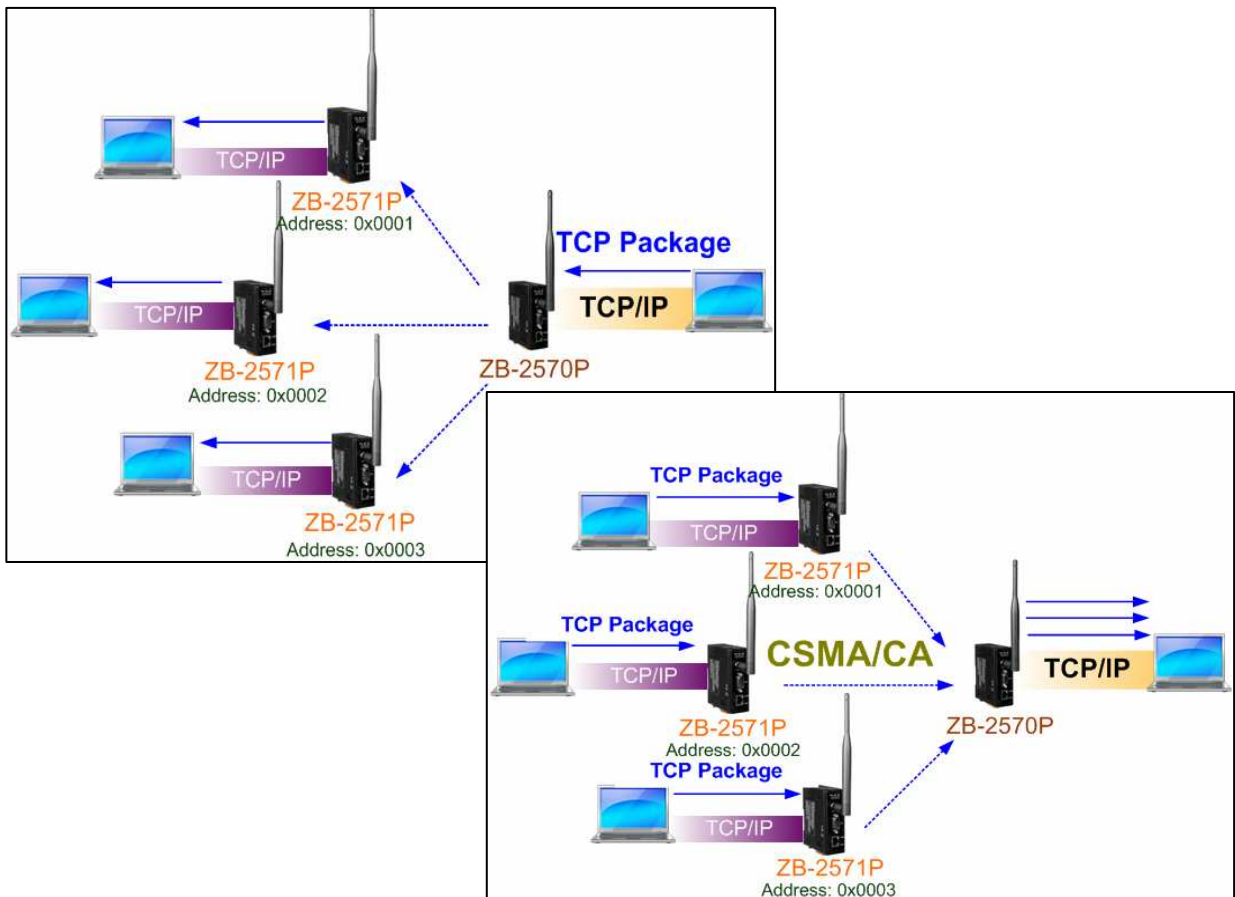 TCP/IP
ZB-2571P
Address: 0x0001
TCP Package
TCP/IP
TCP/IP
ZB-2571P
Address: 0x0002
ZB-2570P
TCP/IP
ZB-2571P
Address: 0x0003
TCP Package
TCP/IP
ZB-2571P
Address: 0x0001
TCP Package
CSMA/CA
TCP/IP
TCP/IP
ZB-2571P
Address: 0x0002
ZB-2570P
TCP Package
TCP/IP
ZB-2571P
Address: 0x0003